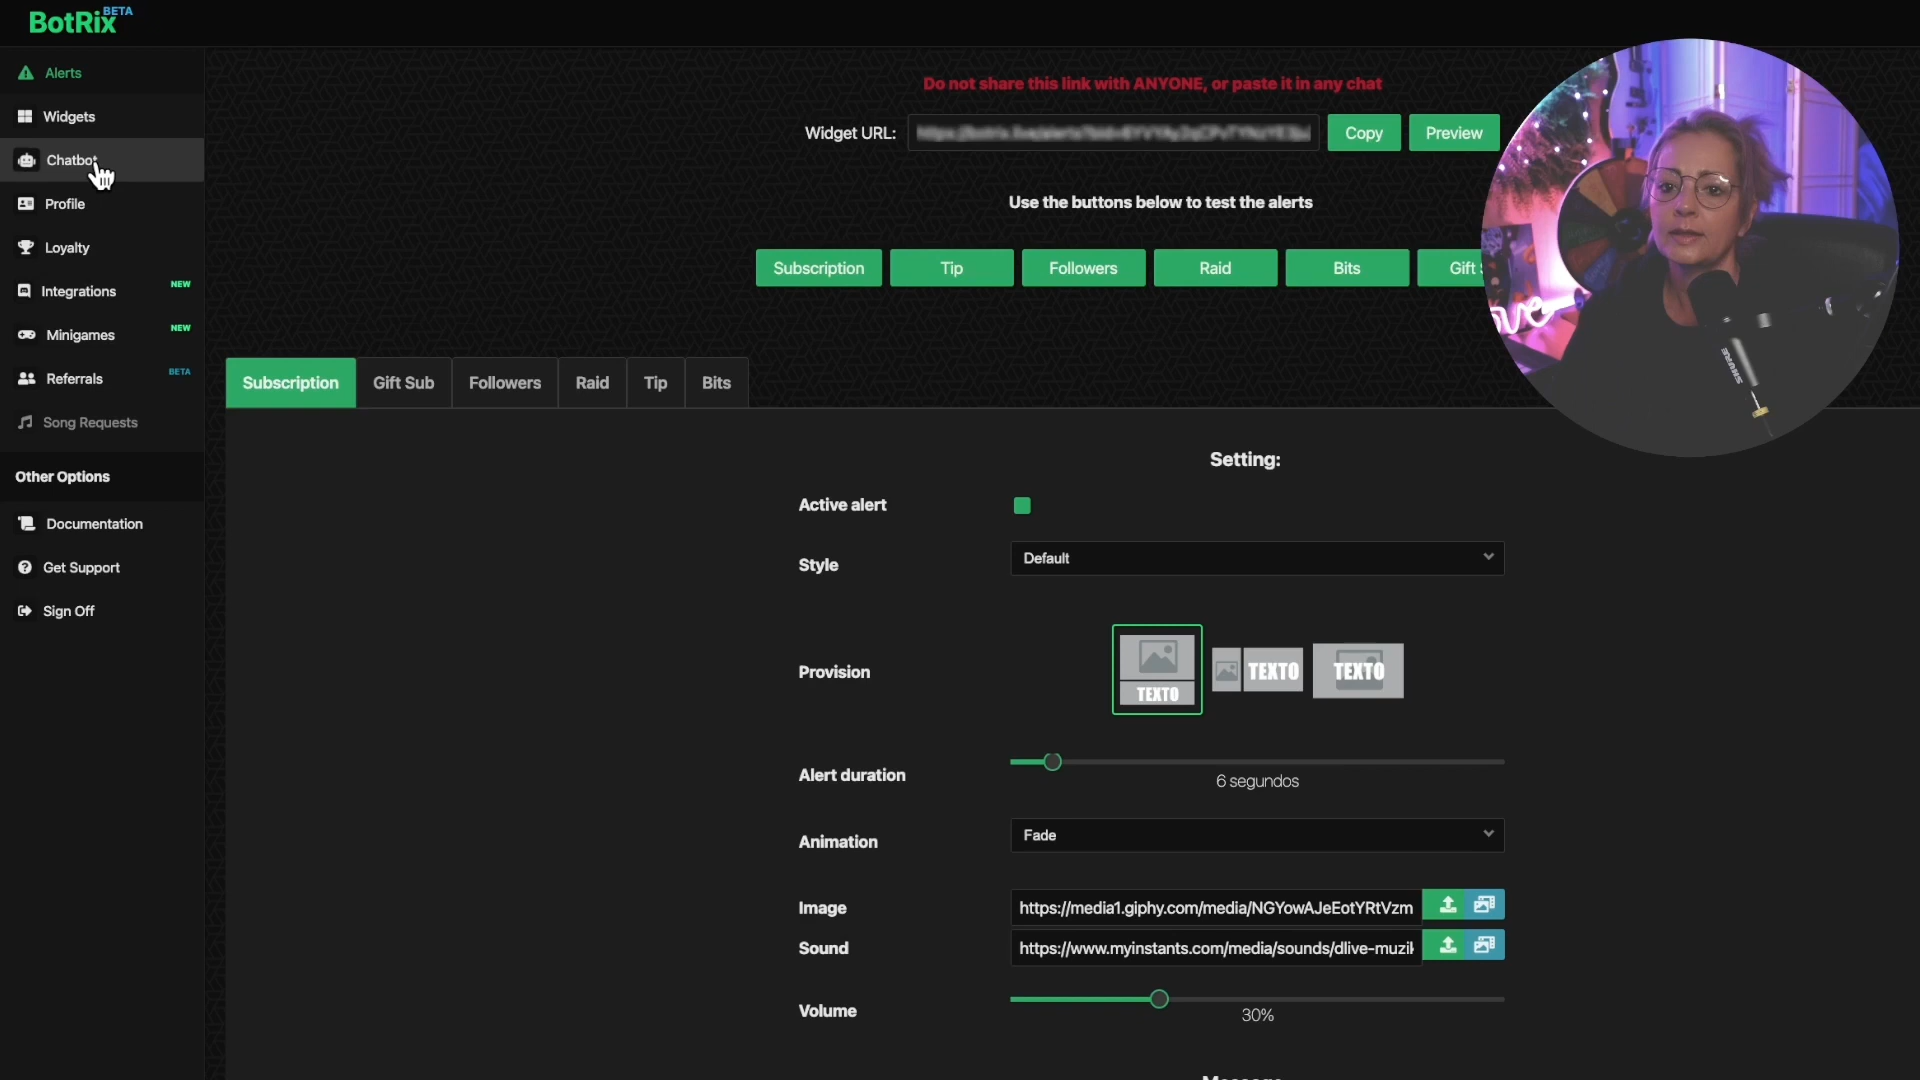 BotRix BETA
Alerts
Widgets
Chatbot
Profile
Loyalty
Integrations NEW
Minigames NEW
Referrals BETA
Song Requests
Other Options
Documentation
Get Support
Sign Off
Do not share this link with ANYONE, or paste it in any chat
Widget URL:
Copy Preview
Use the buttons below to test the alerts
Subscription Tip Followers Raid Bits Gift
Subscription Gift Sub Followers Raid Tip Bits
Setting:
Active alert
Style Default
Provision
TEXTO TEXTO TEXTO
Alert duration
6 segundos
Animation Fade
Image https://media1.giphy.com/media/NGYowAJeEotYRtVzm
Sound https://www.myinstants.com/media/sounds/dlive-muzil
Volume
30%
SHURE